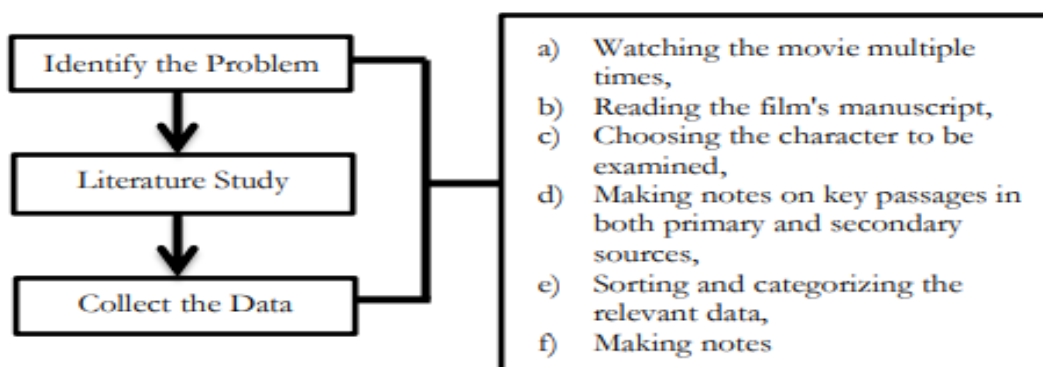 Identify the Problem
Literature Study
Collect the Data
a) Watching the movie multiple
times,
b) Reading the film's manuscript,
c) Choosing the character to be
examined,
d) Making notes on key passages in
both primary and secondary
sources,
e) Sorting and categorizing the
relevant data,
f) Making notes